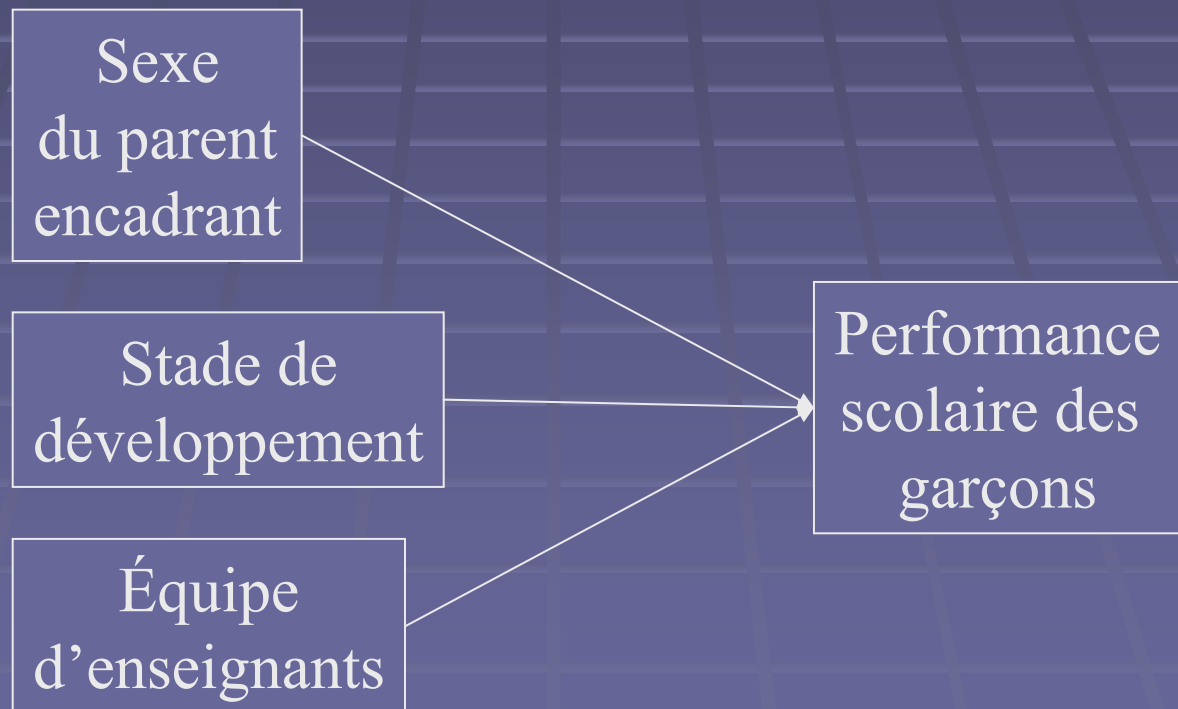 Sexe
du parent
encadrant
Stade de
développement
Équipe
d’enseignants
Performance
scolaire des
garçons